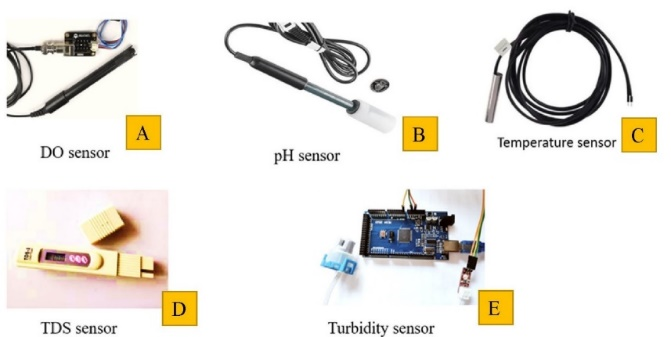 A
DO sensor
B
pH sensor
C
Temperature sensor
D
TDS sensor
E
Turbidity sensor